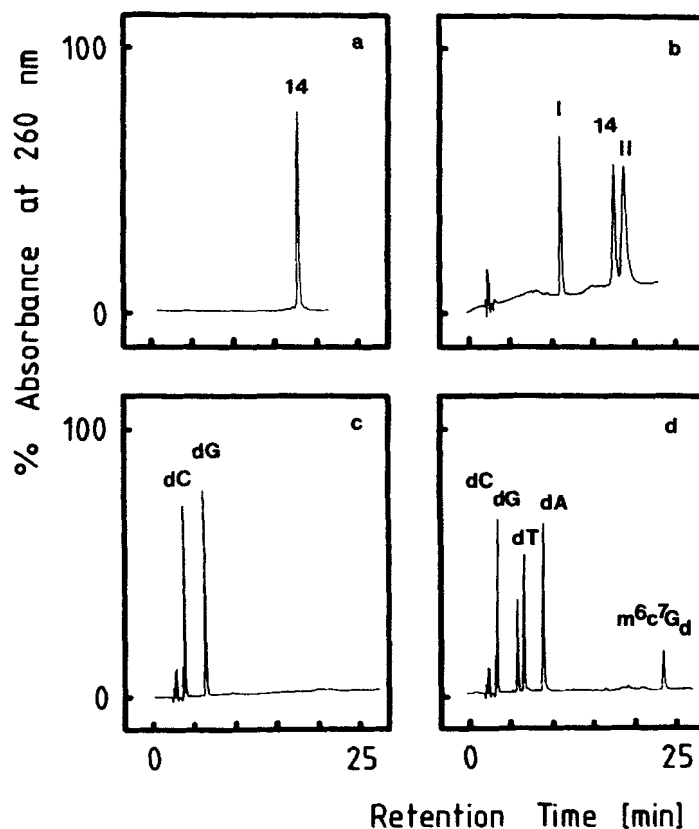 % Absorbance at 260 nm
a
100
14
0
b
I
14
II
c
100
dG
dC
0
0
25
d
dC
dG
dA
dT
m⁶c⁷Gd
0
25
Retention Time [min]